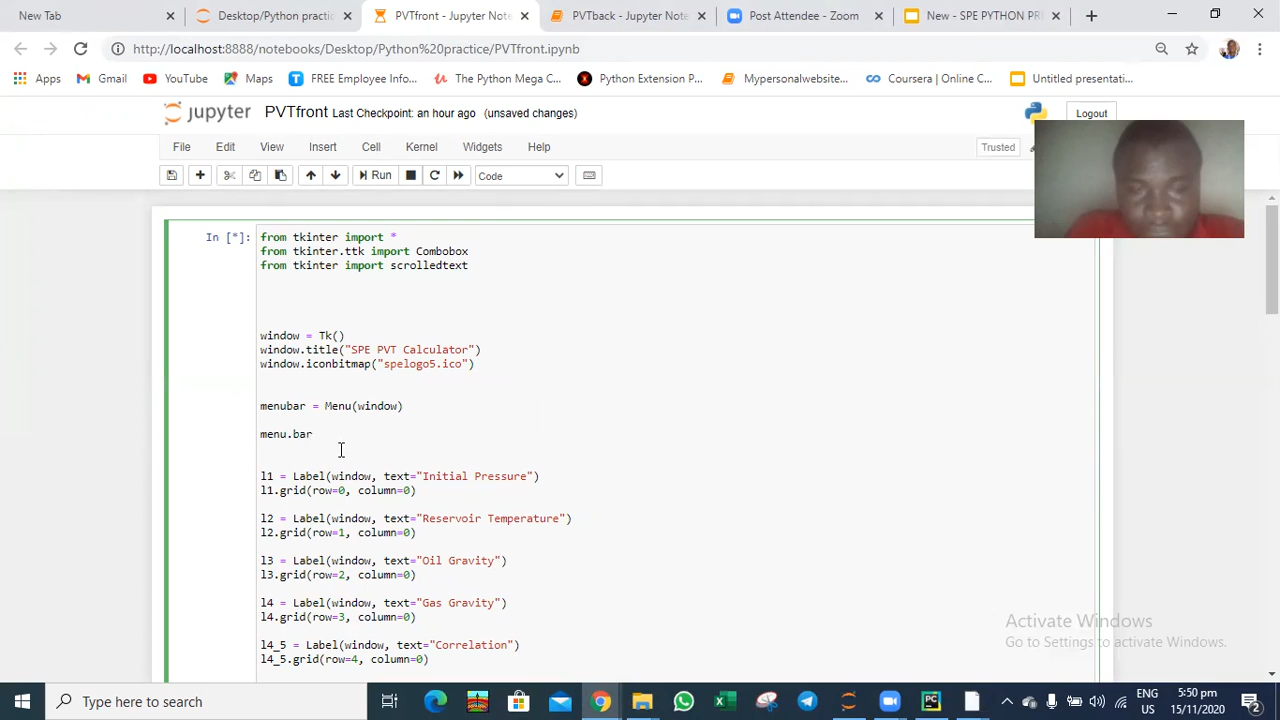 New Tab
Desktop/Python practic
PVTfront - Jupyter Note
PVTback - Jupyter Note
Post Attendee - Zoom
New - SPE PYTHON PR
http://localhost:8888/notebooks/Desktop/Python%20practice/PVTfront.ipynb
Apps
Gmail
YouTube
Maps
FREE Employee Info...
The Python Mega C...
Python Extension P...
Mypersonalwebsite...
Coursera | Online C...
Untitled presentati...
jupyter PVTfront Last Checkpoint: an hour ago (unsaved changes)
Logout
File Edit View Insert Cell Kernel Widgets Help
Trusted
Run
Code
In [*]:
from tkinter import *
from tkinter.ttk import Combobox
from tkinter import scrolledtext
window = Tk()
window.title("SPE PVT Calculator")
window.iconbitmap("spelogo5.ico")
menubar = Menu(window)
menu.bar
l1 = Label(window, text="Initial Pressure")
l1.grid(row=0, column=0)
l2 = Label(window, text="Reservoir Temperature")
l2.grid(row=1, column=0)
l3 = Label(window, text="Oil Gravity")
l3.grid(row=2, column=0)
l4 = Label(window, text="Gas Gravity")
l4.grid(row=3, column=0)
l4_5 = Label(window, text="Correlation")
l4_5.grid(row=4, column=0)
Activate Windows
Go to Settings to activate Windows.
Type here to search
ENG
US
5:50 pm
15/11/2020
2